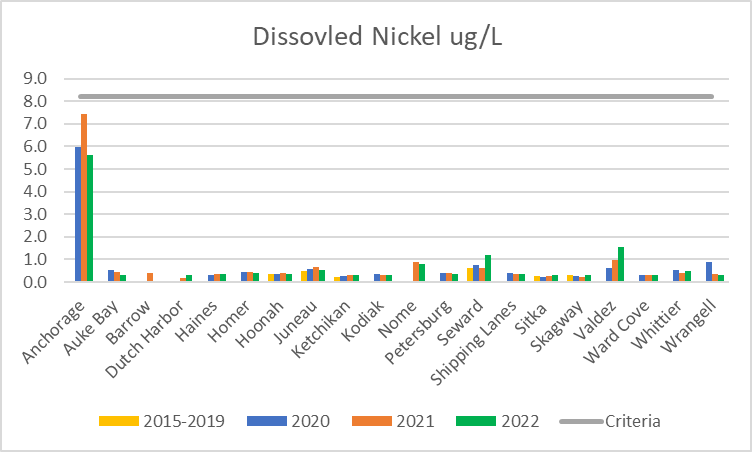 Dissovled Nickel ug/L
9.0
8.0
7.0
6.0
5.0
4.0
3.0
2.0
1.0
0.0
Anchorage
Auke Bay
Barrow
Dutch Harbor
Haines
Homer
Hoonah
Juneau
Ketchikan
Kodiak
Nome
Petersburg
Seward
Shipping Lanes
Sitka
Skagway
Valdez
Ward Cove
Whittier
Wrangell
2015-2019 2020 2021 2022 Criteria